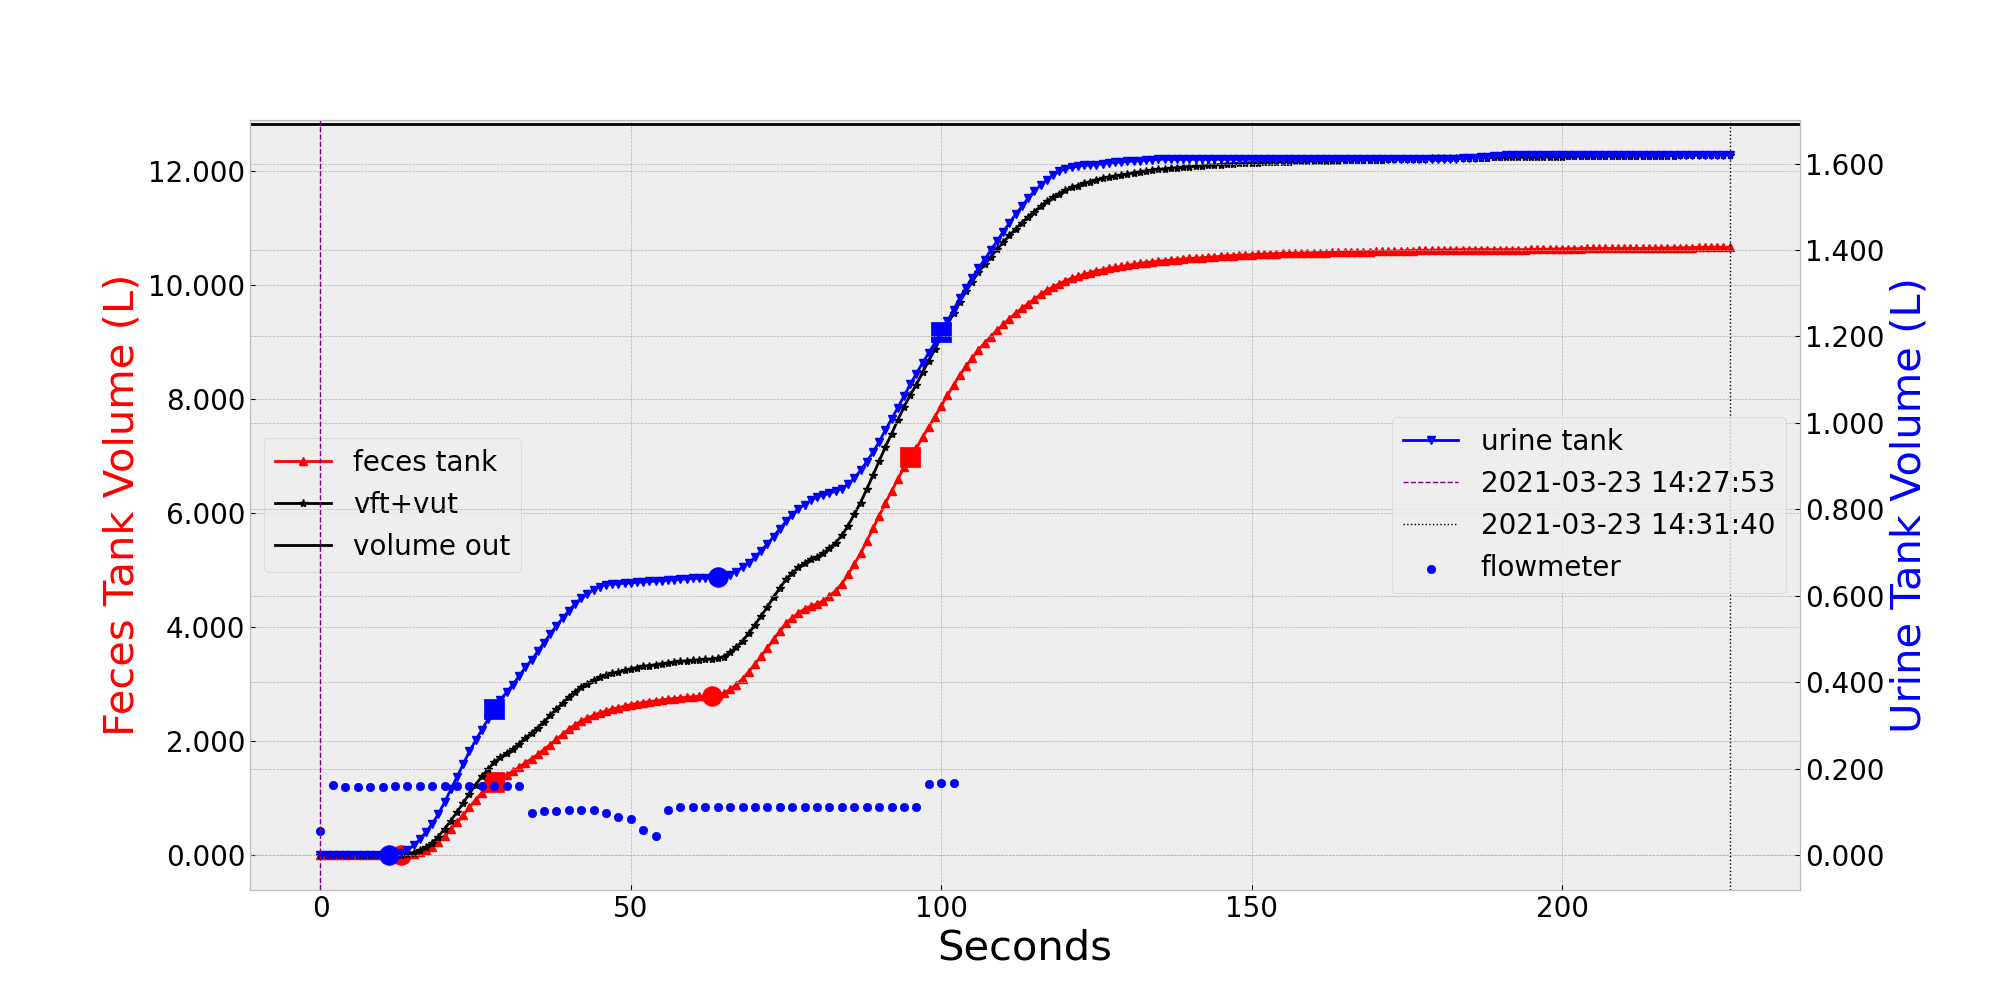 Feces Tank Volume (L)
12.000
10.000
8.000
6.000
4.000
2.000
0.000
feces tank
vft+vut
volume out
urine tank
2021-03-23 14:27:53
2021-03-23 14:31:40
flowmeter
1.600
1.400
1.200
1.000
0.800
0.600
0.400
0.200
0.000
Urine Tank Volume (L)
0 50 100 150 200
Seconds